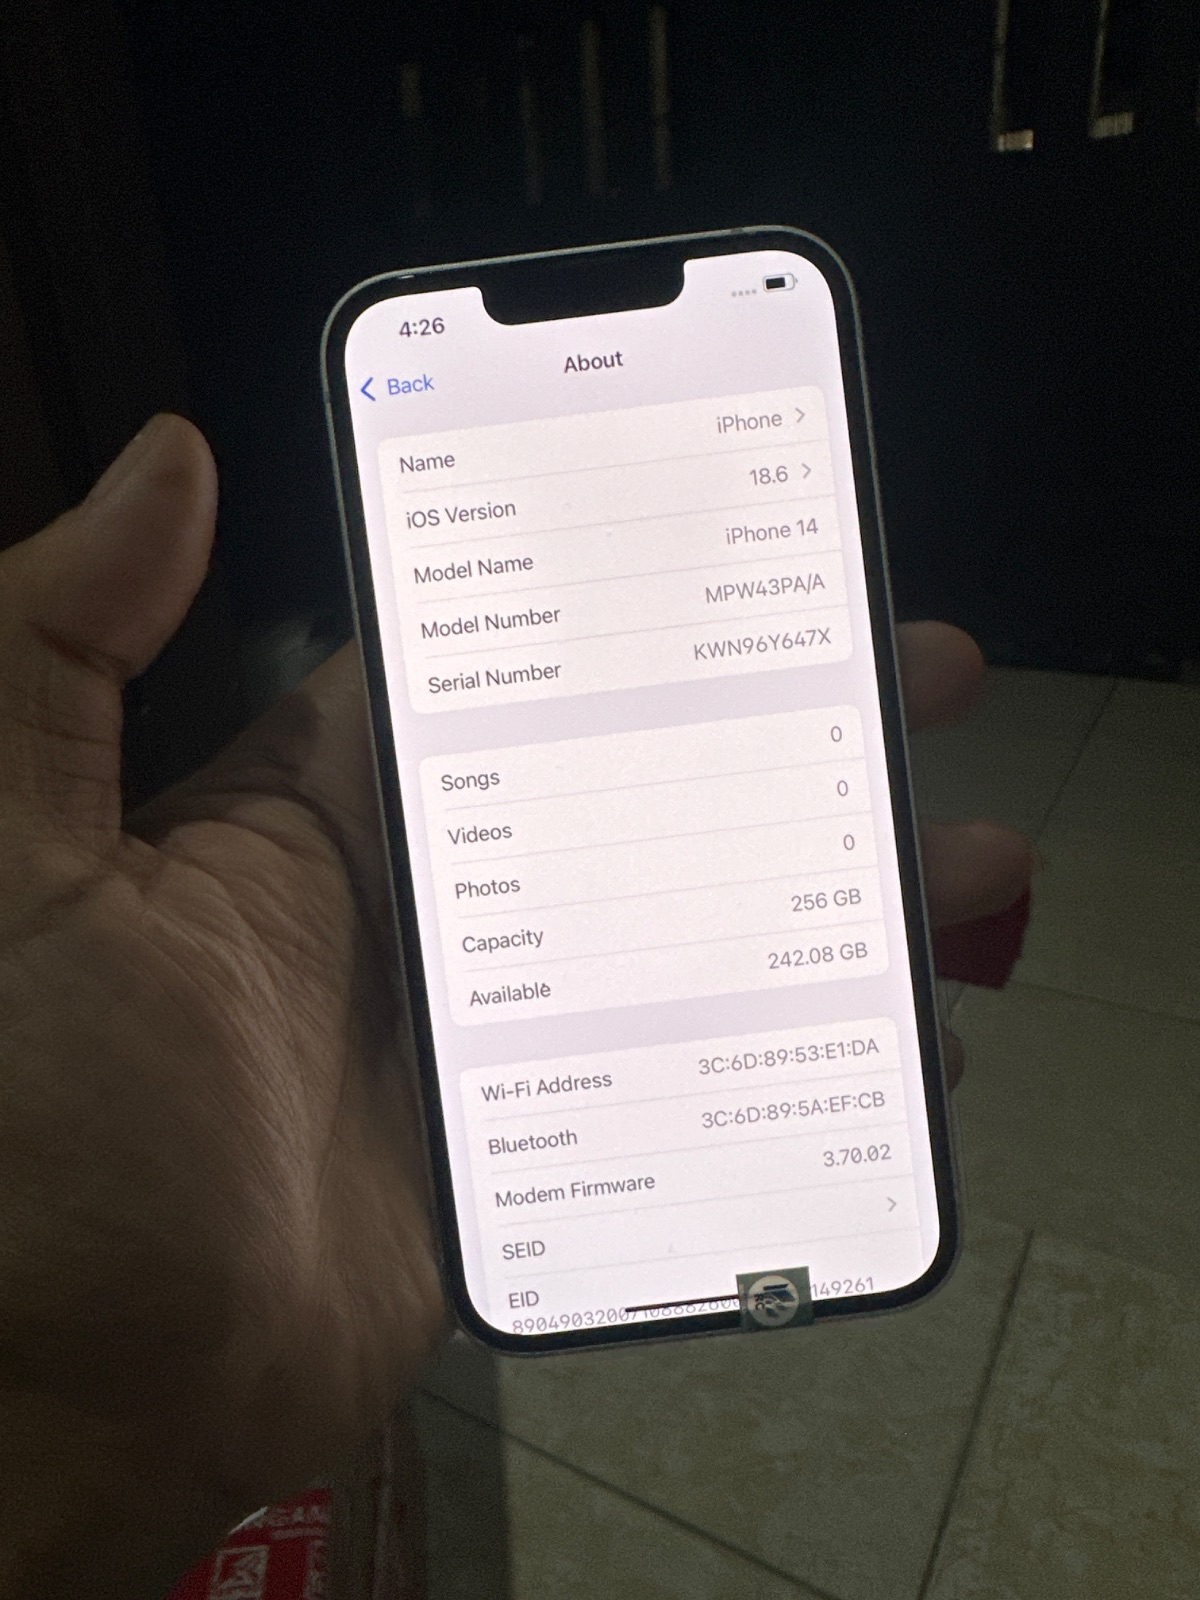 4:26
Back
About
Name iPhone
iOS Version 18.6
Model Name iPhone 14
Model Number MPW43PA/A
Serial Number KWN96Y647X
Songs 0
Videos 0
Photos 0
Capacity 256 GB
Available 242.08 GB
Wi-Fi Address 3C:6D:89:53:E1:DA
Bluetooth 3C:6D:89:5A:EF:CB
Modem Firmware 3.70.02
SEID
EID
149261